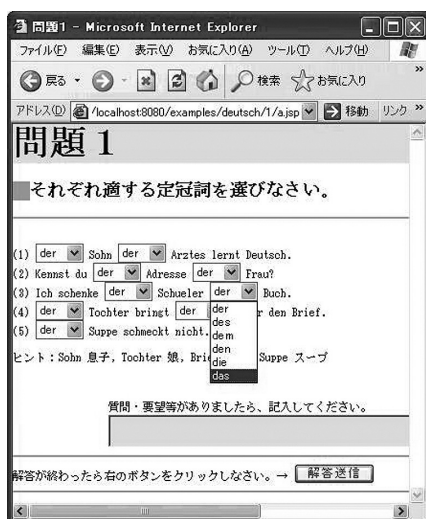 問題1 - Microsoft Internet Explorer
ファイル(F) 編集(E) 表示(V) お気に入り(A) ツール(T) ヘルプ(H) »
戻る 検索 お気に入り »
アドレス(D) /localhost:8080/examples/deutsch/1/a.jsp 移動 リンク »
問題 1
それぞれ適する定冠詞を選びなさい。
(1) der Sohn der Arztes lernt Deutsch.
(2) Kennst du der Adresse der Frau?
(3) Ich schenke der Schueler der Buch.
(4) der Tochter bringt der r den Brief.
(5) der Suppe schmeckt nicht.
der
des
dem
den
die
das
ヒント：Sohn 息子, Tochter 娘, Brie Suppe スープ
質問・要望等がありましたら、記入してください。
解答が終わったら右のボタンをクリックしなさい。→ 解答送信